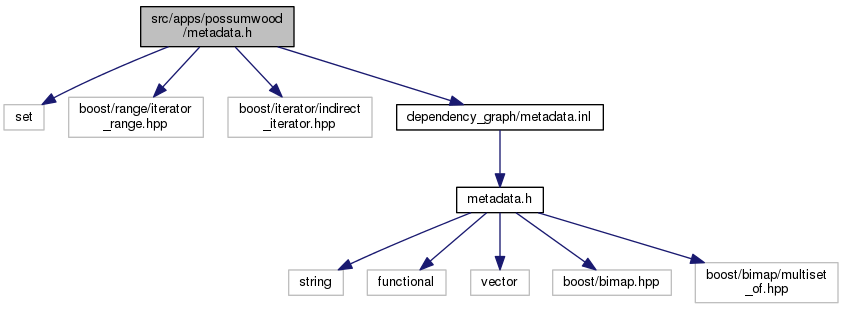 src/apps/possumwood
/metadata.h
set
boost/range/iterator
_range.hpp
boost/iterator/indirect
_iterator.hpp
dependency_graph/metadata.inl
metadata.h
string
functional
vector
boost/bimap.hpp
boost/bimap/multiset
_of.hpp